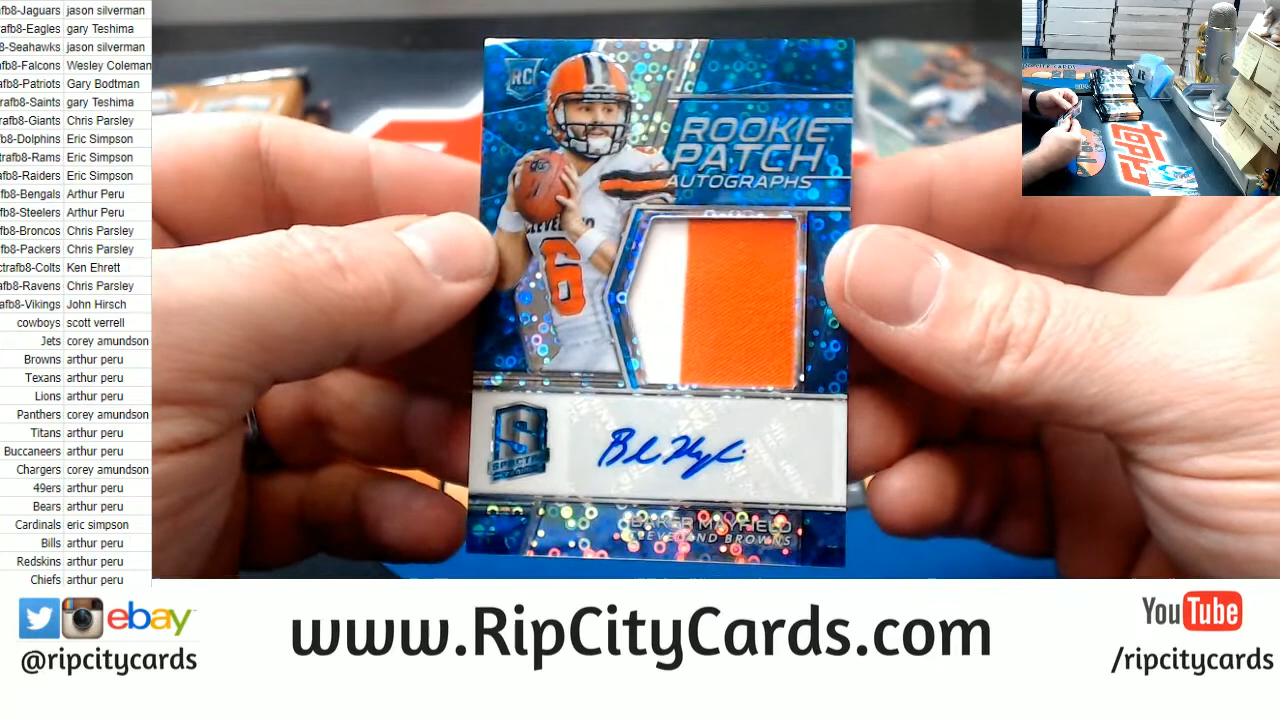 rafb8-Jaguars jason silverman
rafb8-Eagles gary Teshima
8-Seahawks jason silverman
afb8-Falcons Wesley Coleman
afb8-Patriots Gary Bodtman
rafb8-Saints gary Teshima
rafb8-Giants Chris Parsley
fb8-Dolphins Eric Simpson
trafb8-Rams Eric Simpson
afb8-Raiders Eric Simpson
fb8-Bengals Arthur Peru
fb8-Steelers Arthur Peru
fb8-Broncos Chris Parsley
fb8-Packers Chris Parsley
ctrafb8-Colts Ken Ehrett
afb8-Ravens Chris Parsley
afb8-Vikings John Hirsch
cowboys scott verrell
Jets corey amundson
Browns arthur peru
Texans arthur peru
Lions arthur peru
Panthers corey amundson
Titans arthur peru
Buccaneers arthur peru
Chargers corey amundson
49ers arthur peru
Bears arthur peru
Cardinals eric simpson
Bills arthur peru
Redskins arthur peru
Chiefs arthur peru
RC
ROOKIE
PATCH
AUTOGRAPHS
CLEVELAND
6
S
SPECTRA
BAKER MAYFIELD
CLEVELAND BROWNS
topps
ebay
@ripcitycards
www.RipCityCards.com
YouTube
/ripcitycards